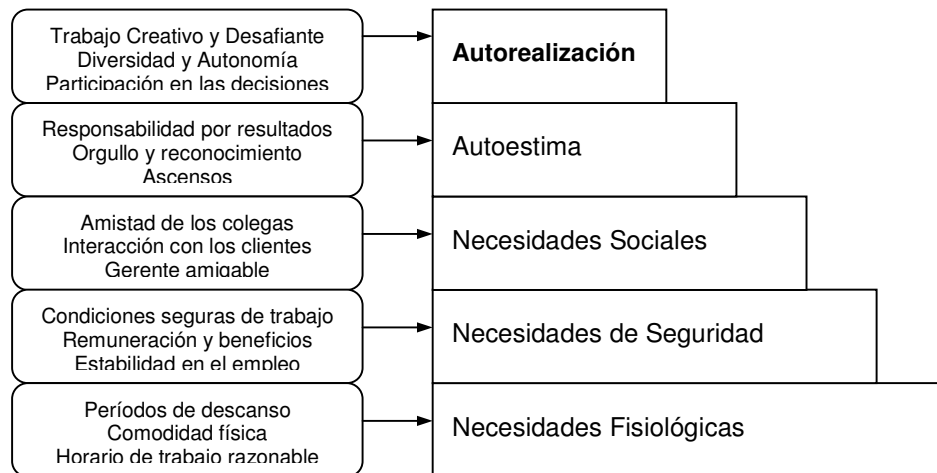 Trabajo Creativo y Desafiante
Diversidad y Autonomía
Participación en las decisiones
Autorealización
Responsabilidad por resultados
Orgullo y reconocimiento
Ascensos
Autoestima
Amistad de los colegas
Interacción con los clientes
Gerente amigable
Necesidades Sociales
Condiciones seguras de trabajo
Remuneración y beneficios
Estabilidad en el empleo
Necesidades de Seguridad
Períodos de descanso
Comodidad física
Horario de trabajo razonable
Necesidades Fisiológicas